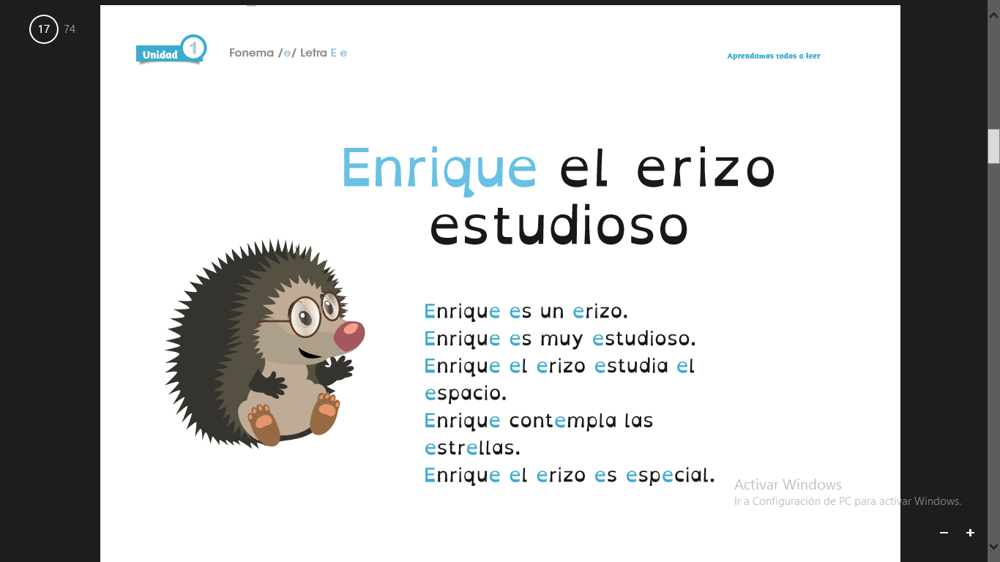 17 74
Unidad 1
Fonema /e/ Letra E e
Aprendamos todos a leer
Enrique el erizo
estudioso
Enrique es un erizo.
Enrique es muy estudioso.
Enrique el erizo estudia el
espacio.
Enrique contempla las
estrellas.
Enrique el erizo es especial.
Activar Windows
Ir a Configuración de PC para activar Windows.